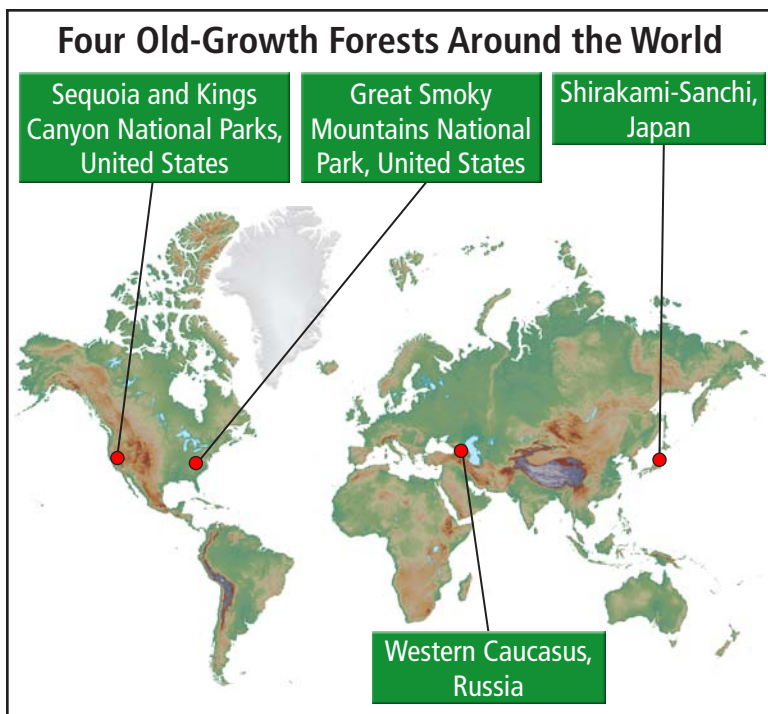 Four Old-Growth Forests Around the World
Sequoia and Kings
Canyon National Parks,
United States
Great Smoky
Mountains National
Park, United States
Shirakami-Sanchi,
Japan
Western Caucasus,
Russia